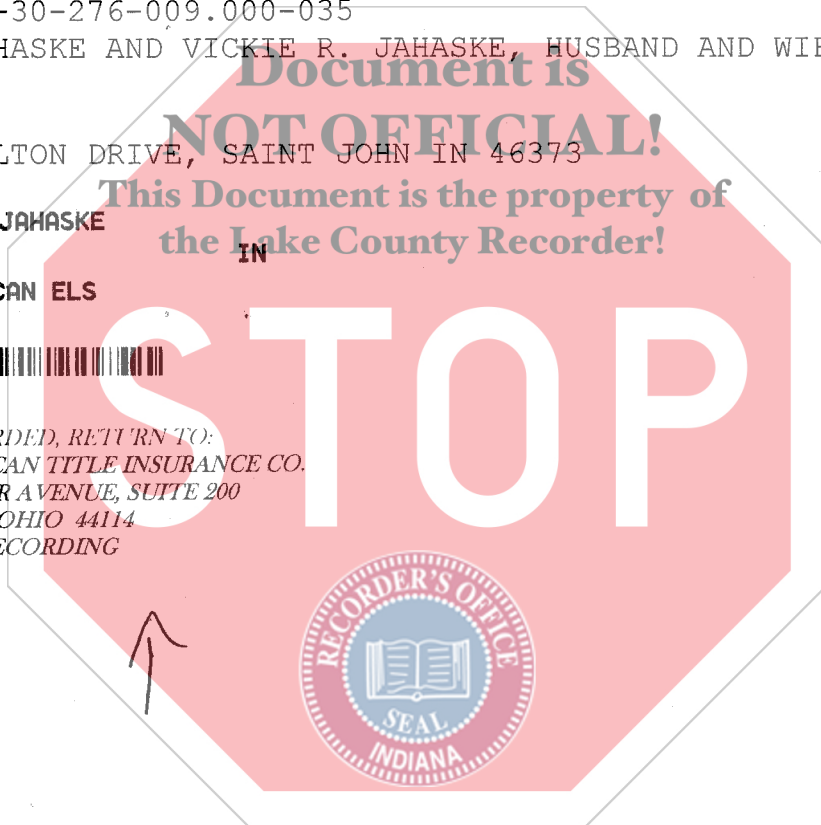 -30-276-009.000-035
HASKE AND VICKIE R. JAHASKE, HUSBAND AND WIF
Document is
NOT OFFICIAL!
LTON DRIVE, SAINT JOHN IN 46373
This Document is the property of
JAHASKE
the Lake County Recorder!
IN
CAN ELS
STOP
RDED, RETURN TO:
CAN TITLE INSURANCE CO.
R AVENUE, SUITE 200
OHIO 44114
ECORDING
RECORDER'S OFFICE
SEAL
INDIANA